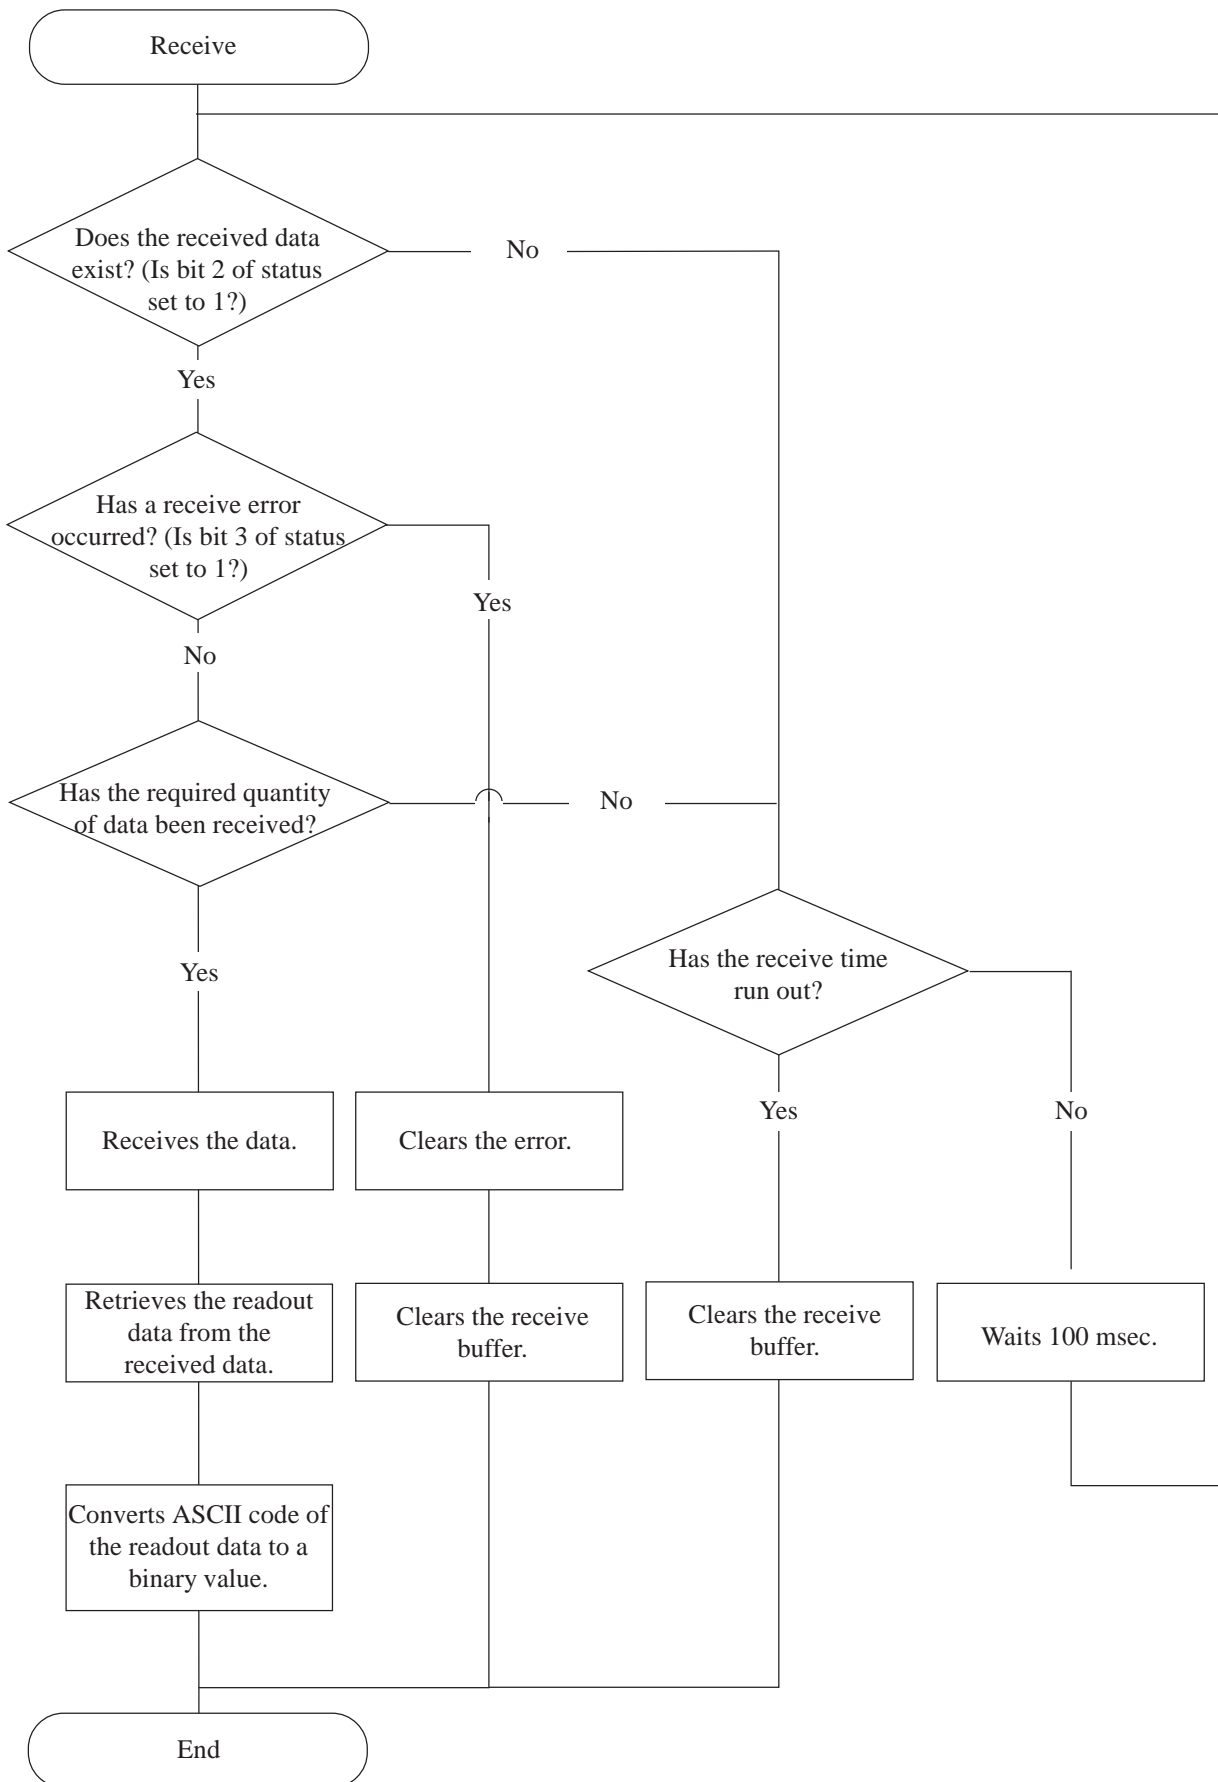 Receive
Does the received data
exist? (Is bit 2 of status
set to 1?)
No
Yes
Has a receive error
occurred? (Is bit 3 of status
set to 1?)
Yes
No
Has the required quantity
of data been received?
No
Yes
Has the receive time
run out?
Yes
No
Receives the data.
Clears the error.
Retrieves the readout
data from the
received data.
Clears the receive
buffer.
Clears the receive
buffer.
Waits 100 msec.
Converts ASCII code of
the readout data to a
binary value.
End